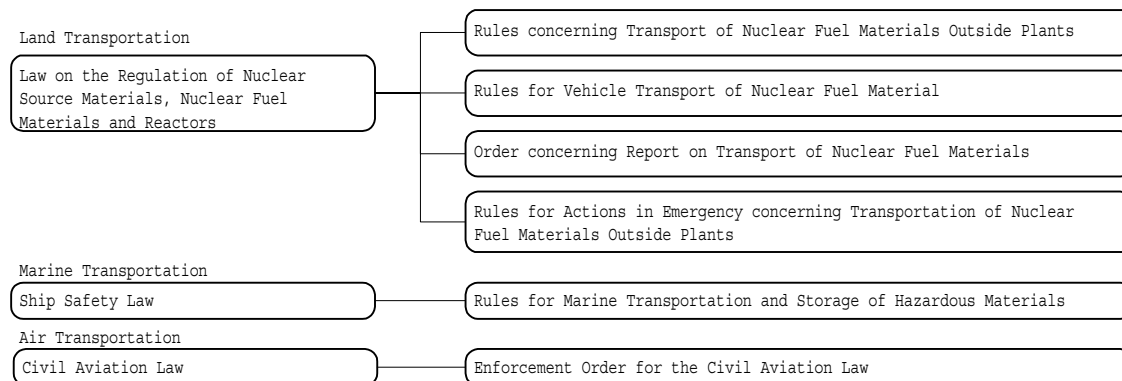 Land Transportation
Law on the Regulation of Nuclear
Source Materials, Nuclear Fuel
Materials and Reactors
Rules concerning Transport of Nuclear Fuel Materials Outside Plants
Rules for Vehicle Transport of Nuclear Fuel Material
Order concerning Report on Transport of Nuclear Fuel Materials
Rules for Actions in Emergency concerning Transportation of Nuclear
Fuel Materials Outside Plants
Marine Transportation
Ship Safety Law
Rules for Marine Transportation and Storage of Hazardous Materials
Air Transportation
Civil Aviation Law
Enforcement Order for the Civil Aviation Law